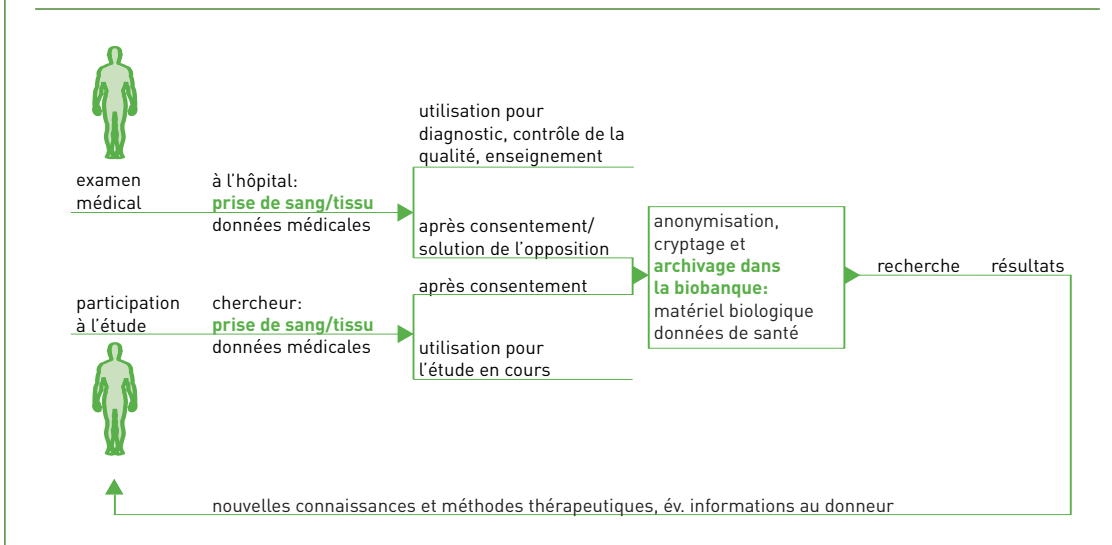 utilisation pour
diagnostic, contrôle de la
qualité, enseignement
examen
médical
à l'hôpital:
prise de sang/tissu
données médicales
après consentement/
solution de l'opposition
après consentement
participation
à l'étude
chercheur:
prise de sang/tissu
données médicales
utilisation pour
l'étude en cours
anonymisation,
cryptage et
archivage dans
la biobanque:
matériel biologique
données de santé
recherche
résultats
nouvelles connaissances et méthodes thérapeutiques, év. informations au donneur